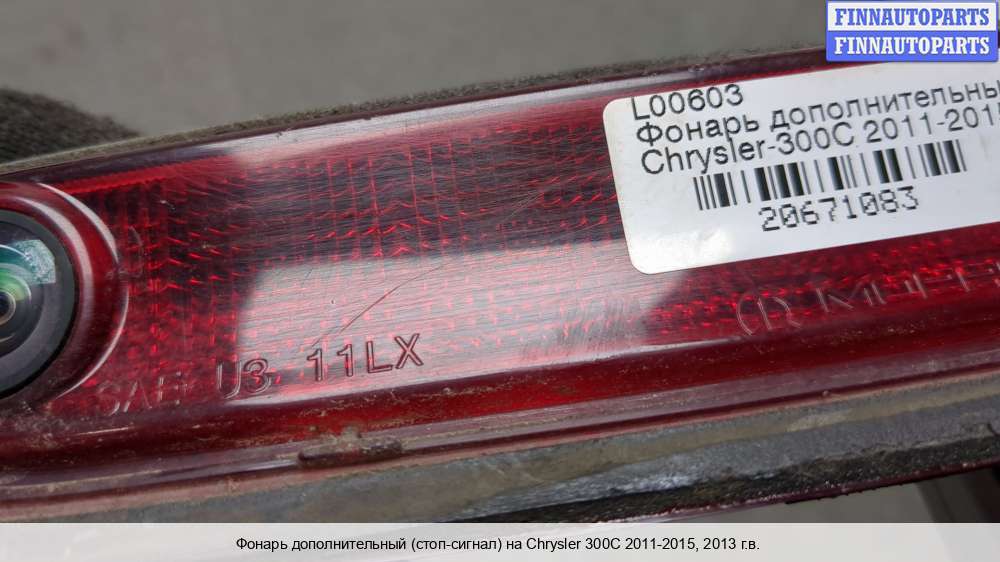 FINNAUTOPARTS
FINNAUTOPARTS
L00603
Фонарь дополнительны
Chrysler-300C 2011-201
20671083
SAE U3 11LX
Фонарь дополнительный (стоп-сигнал) на Chrysler 300C 2011-2015, 2013 г.в.